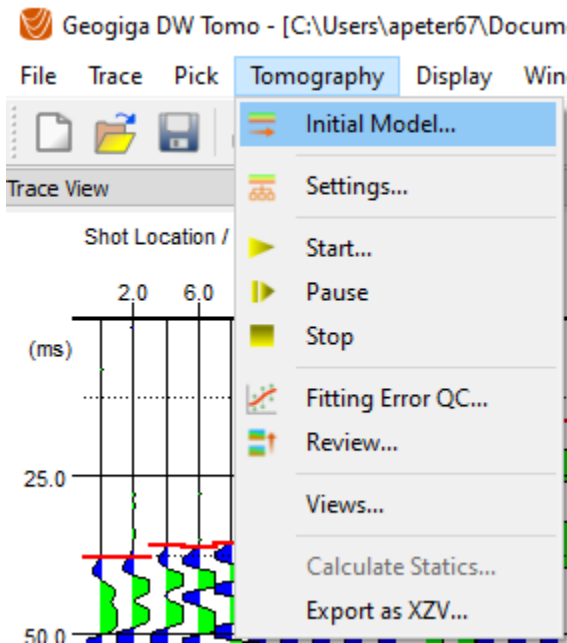 Geogiga DW Tomo - [C:\Users\apeter67\Docum
File Trace Pick Tomography Display Win
Initial Model...
Trace View
Settings...
Shot Location /
Start...
2.0 6.0
Pause
(ms)
Stop
Fitting Error QC...
Review...
25.0
Views...
Calculate Statics...
Export as XZV...
50.0